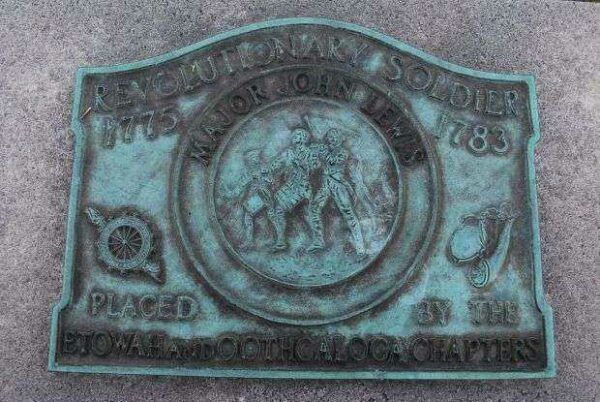 REVOLUTIONARY SOLDIER
1775 1783
MAJOR JOHN LEWIS
PLACED BY THE
ETOWAH AND OOTHCALOGA CHAPTERS